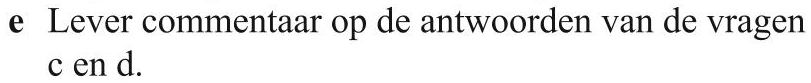 e Lever commentaar op de antwoorden van de vragen
c en d.